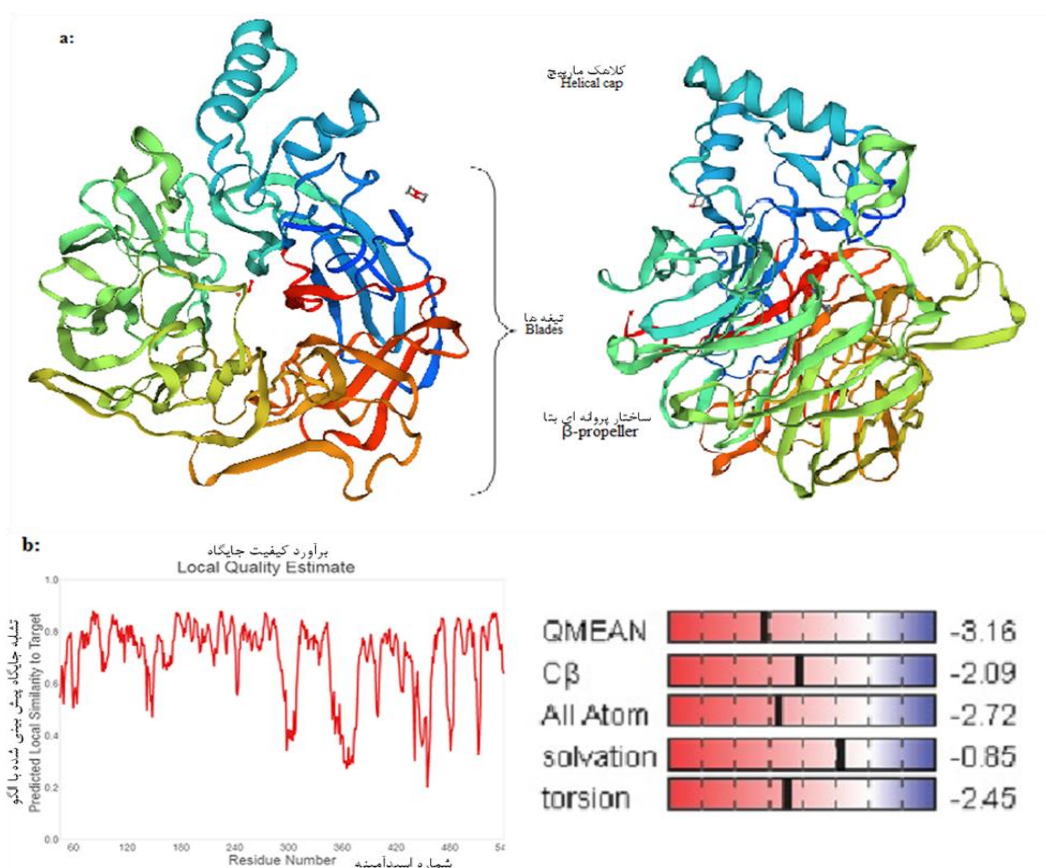 a:
کلاهک مارپیچ
Helical cap
تیغه ها
Blades
ساختار پروانه ای بتا
β-propeller
b:
برآورد کیفیت جایگاه
Local Quality Estimate
تشابه جایگاه پیش بینی شده با الگو
Predicted Local Similarity to Target
1.0
0.8
0.6
0.4
0.2
0.0
60 120 180 240 300 360 420 480 54
Residue Number شماره اسیدآمینه
QMEAN -3.16
Cβ -2.09
All Atom -2.72
solvation -0.85
torsion -2.45